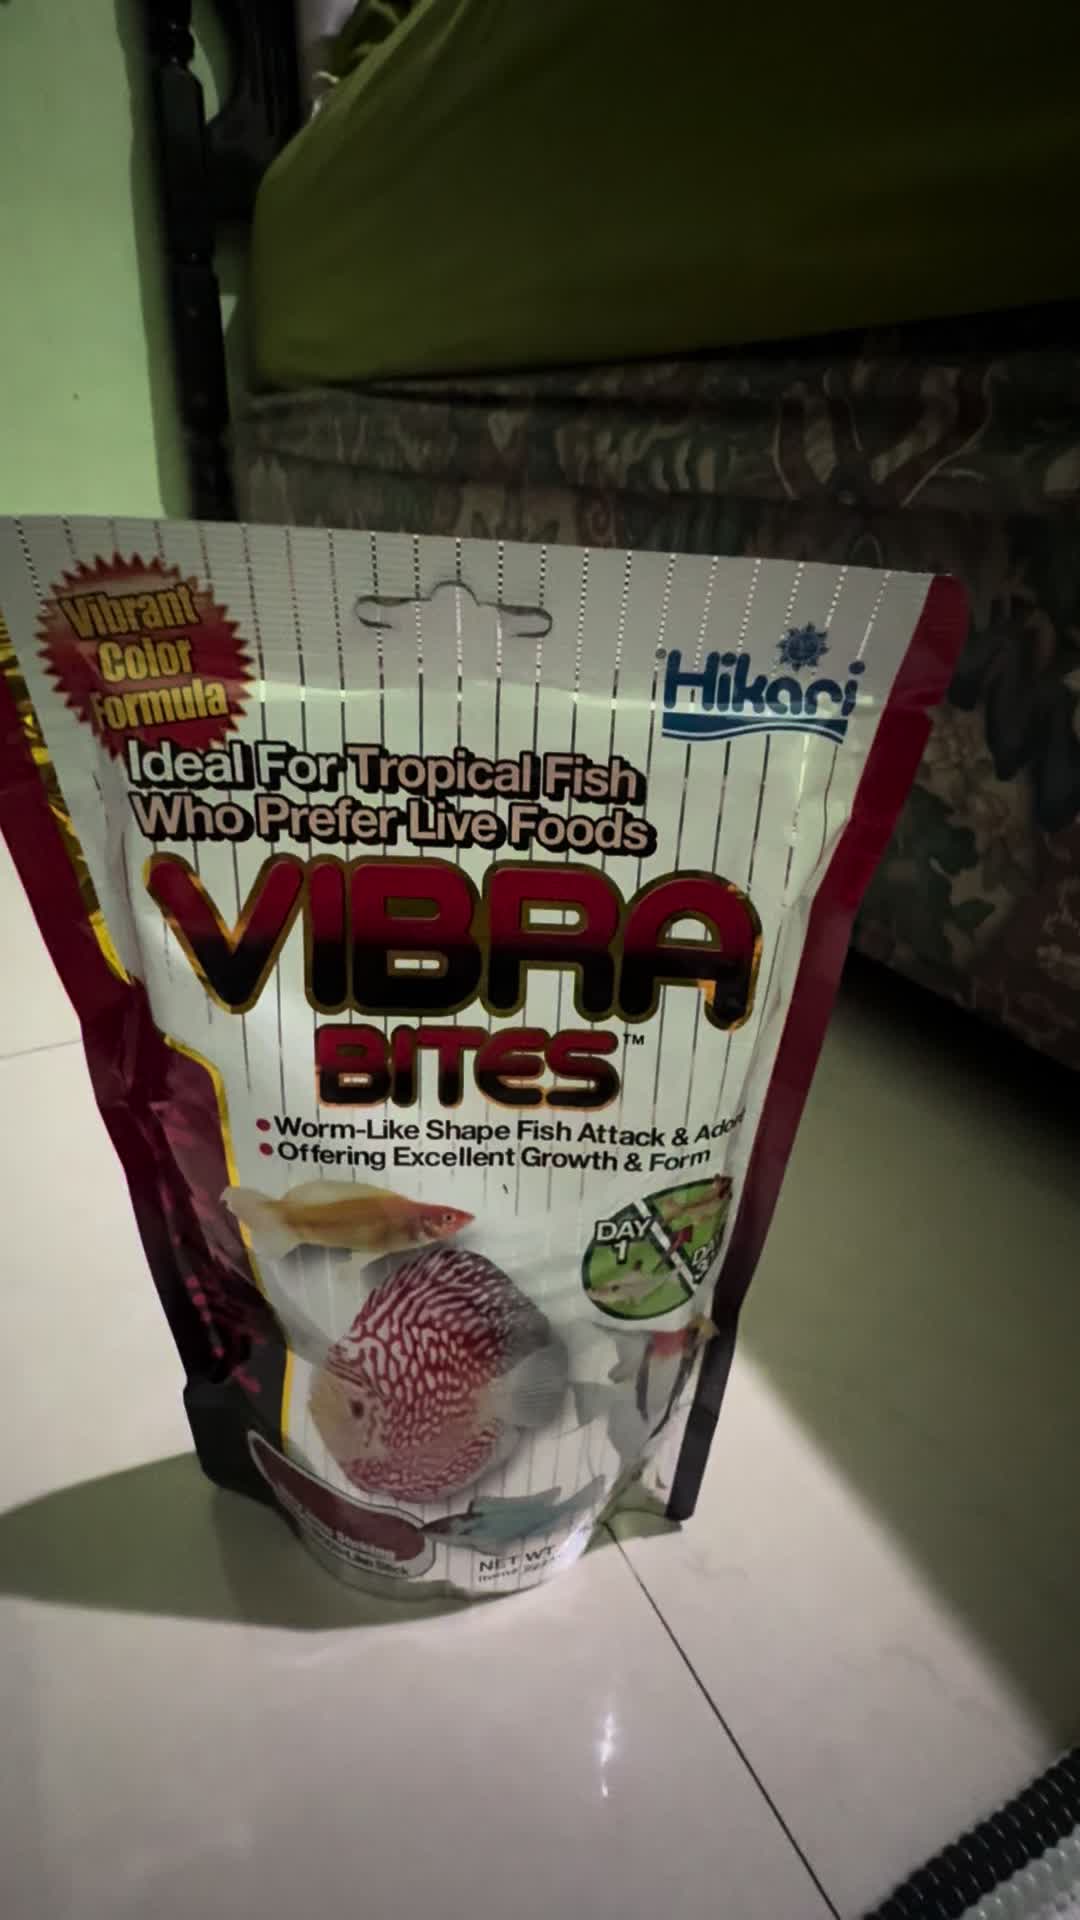 Vibrant
Color
Formula
Hikari
Ideal For Tropical Fish
Who Prefer Live Foods
VIBRA
BITES™
•Worm-Like Shape Fish Attack & Ado
•Offering Excellent Growth & Form
DAY
1
NET WT.